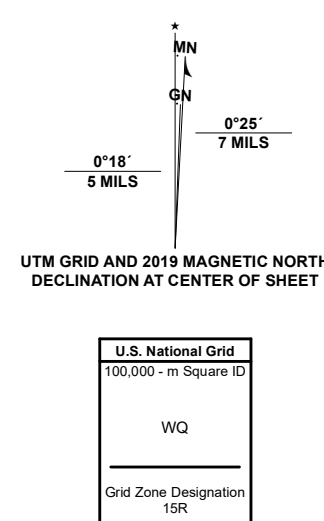 ★
MN
GN
0°25´
7 MILS
0°18´
5 MILS
UTM GRID AND 2019 MAGNETIC NORTH
DECLINATION AT CENTER OF SHEET
U.S. National Grid
100,000 - m Square ID
WQ
Grid Zone Designation
15R